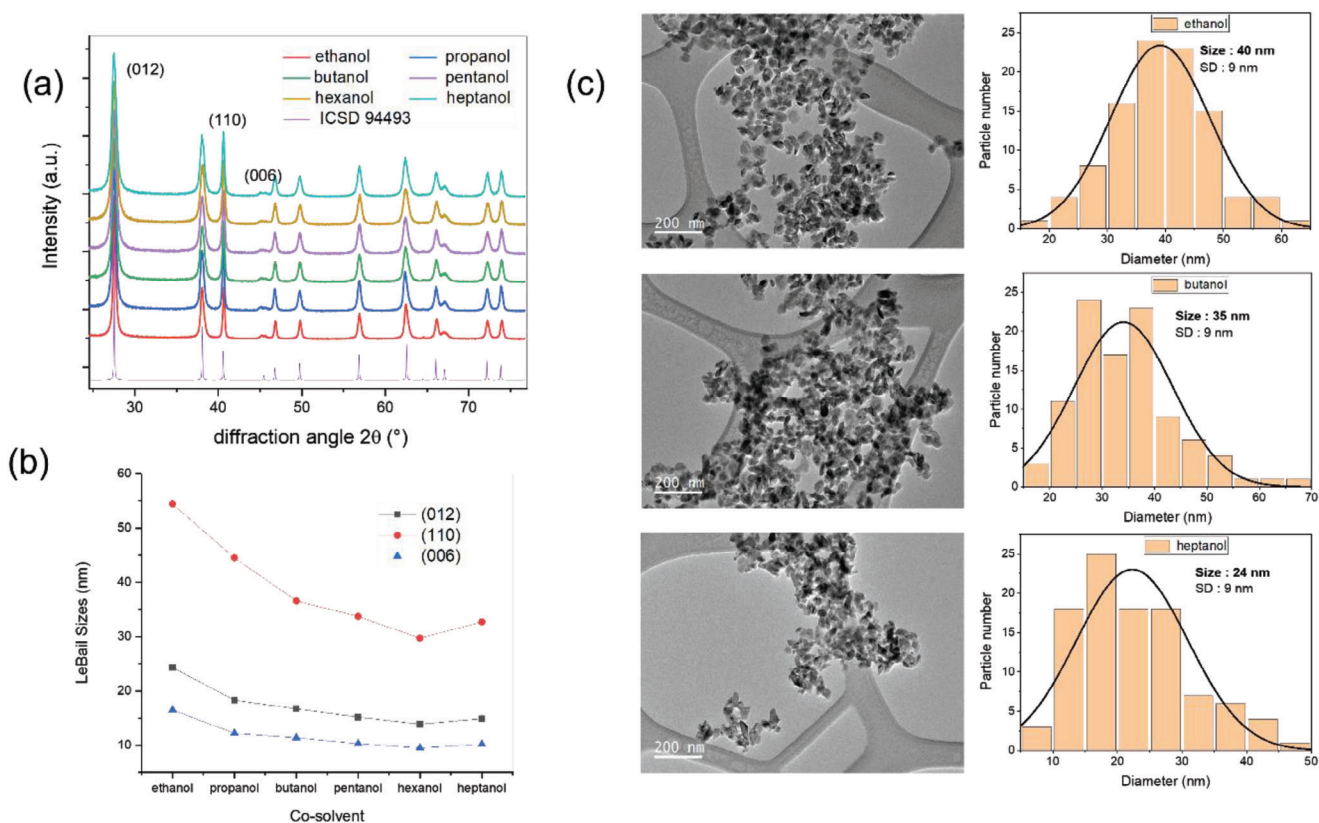 (a)
(012)
(110)
(006)
ethanol
propanol
butanol
pentanol
hexanol
heptanol
ICSD 94493
Intensity (a.u.)
30
40
50
60
70
diffraction angle 2θ (°)
(b)
60
50
40
30
20
10
(012)
(110)
(006)
LeBail Sizes (nm)
ethanol
propanol
butanol
pentanol
hexanol
heptanol
Co-solvent
(c)
200 nm
ethanol
Size : 40 nm
SD : 9 nm
Particle number
25
20
15
10
5
0
20
30
40
50
60
Diameter (nm)
200 nm
butanol
Size : 35 nm
SD : 9 nm
Particle number
25
20
15
10
5
0
20
30
40
50
60
70
Diameter (nm)
200 nm
heptanol
Size : 24 nm
SD : 9 nm
Particle number
25
20
15
10
5
0
10
20
30
40
50
Diameter (nm)